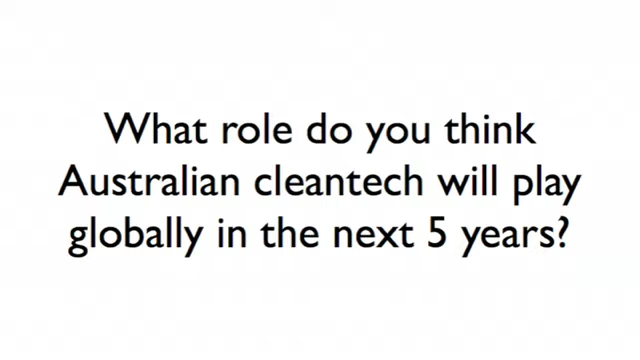 What role do you think
Australian cleantech will play
globally in the next 5 years?